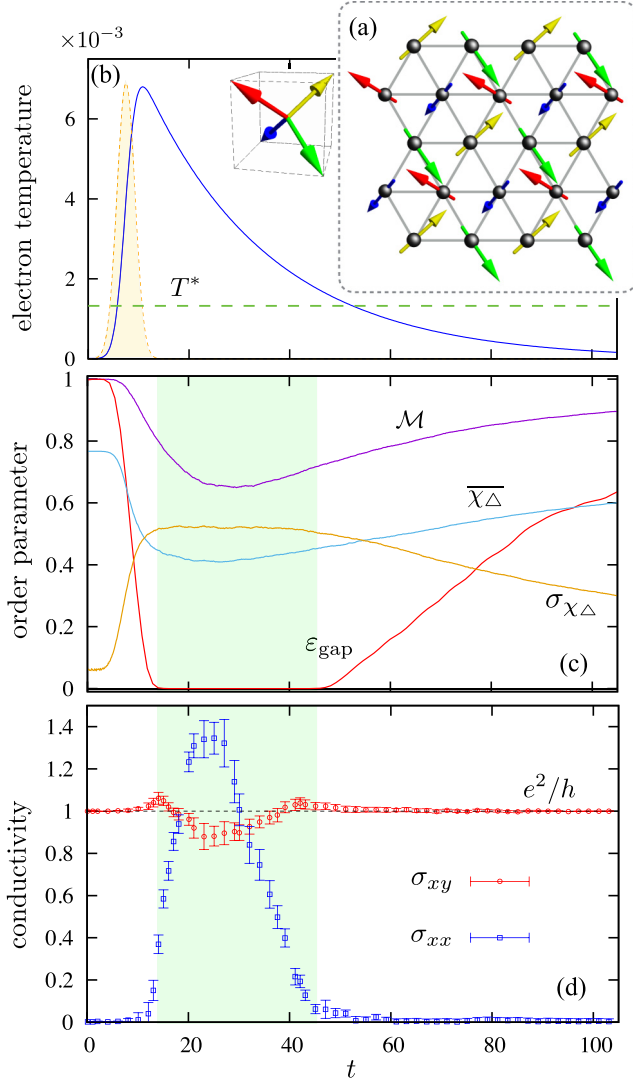 ×10⁻³
(a)
(b)
6
4
2
0
electron temperature
T*
1
0.8
0.6
0.4
0.2
0
order parameter
ℳ
χ△
σχ△
εgap
(c)
1.4
1.2
1
0.8
0.6
0.4
0.2
0
conductivity
e²/h
σxy
σxx
(d)
0 20 40 60 80 100
t